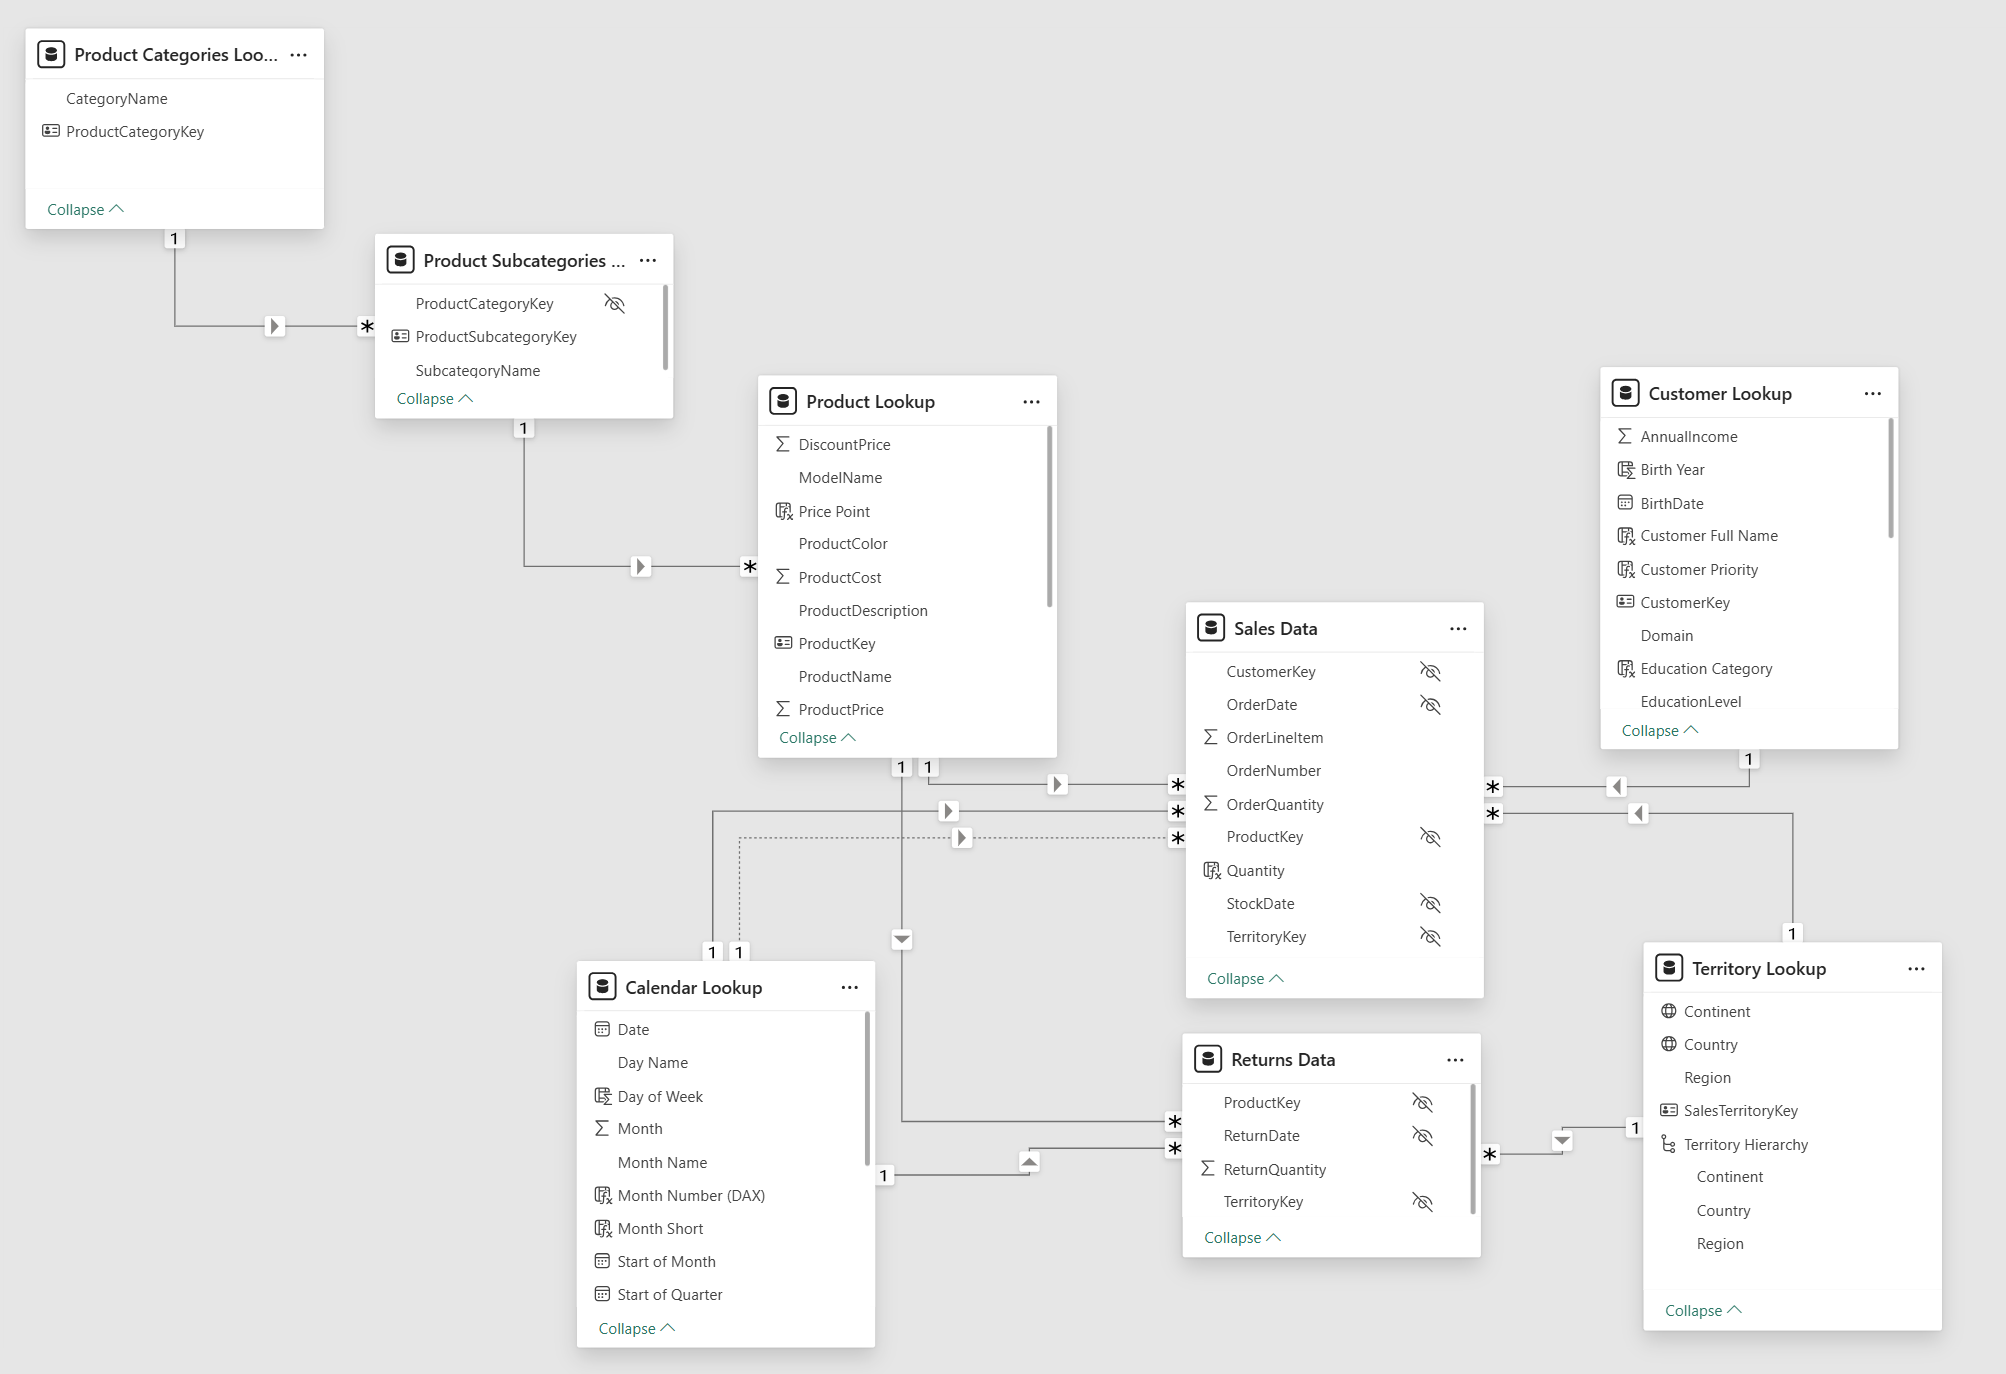 Product Categories Loo...
CategoryName
ProductCategoryKey
Collapse
1
*
Product Subcategories ...
ProductCategoryKey
ProductSubcategoryKey
SubcategoryName
Collapse
1
*
Product Lookup
DiscountPrice
ModelName
Price Point
ProductColor
ProductCost
ProductDescription
ProductKey
ProductName
ProductPrice
Collapse
1 1
Customer Lookup
AnnualIncome
Birth Year
BirthDate
Customer Full Name
Customer Priority
CustomerKey
Domain
Education Category
EducationLevel
Collapse
1
Sales Data
CustomerKey
OrderDate
OrderLineItem
OrderNumber
OrderQuantity
ProductKey
Quantity
StockDate
TerritoryKey
Collapse
*
*
*
*
*
Calendar Lookup
1 1
Date
Day Name
Day of Week
Month
Month Name
Month Number (DAX)
Month Short
Start of Month
Start of Quarter
Collapse
1
Returns Data
ProductKey
ReturnDate
ReturnQuantity
TerritoryKey
Collapse
*
*
*
1
Territory Lookup
Continent
Country
Region
SalesTerritoryKey
Territory Hierarchy
Continent
Country
Region
Collapse
1